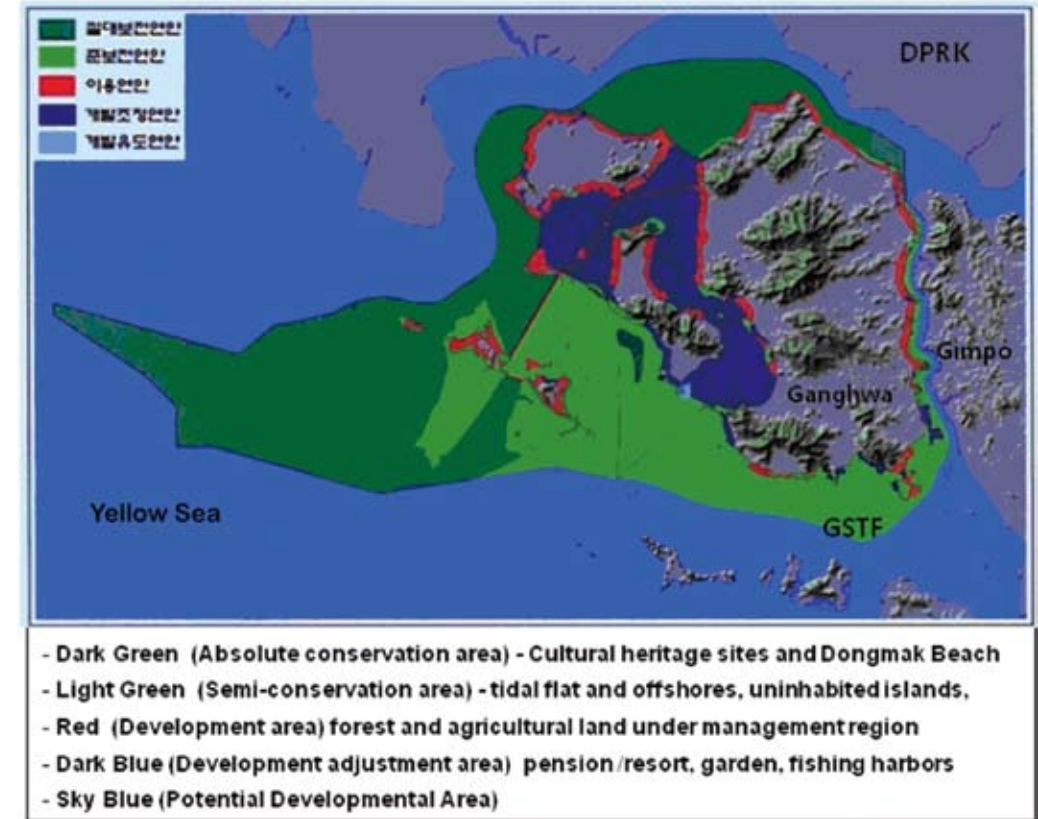 절대보전연안
준보전연안
이용연안
개발조정연안
개발유도연안
DPRK
Gimpo
Ganghwa
Yellow Sea
GSTF
- Dark Green (Absolute conservation area) - Cultural heritage sites and Dongmak Beach
- Light Green (Semi-conservation area) - tidal flat and offshores, uninhabited islands,
- Red (Development area) forest and agricultural land under management region
- Dark Blue (Development adjustment area) pension/resort, garden, fishing harbors
- Sky Blue (Potential Developmental Area)